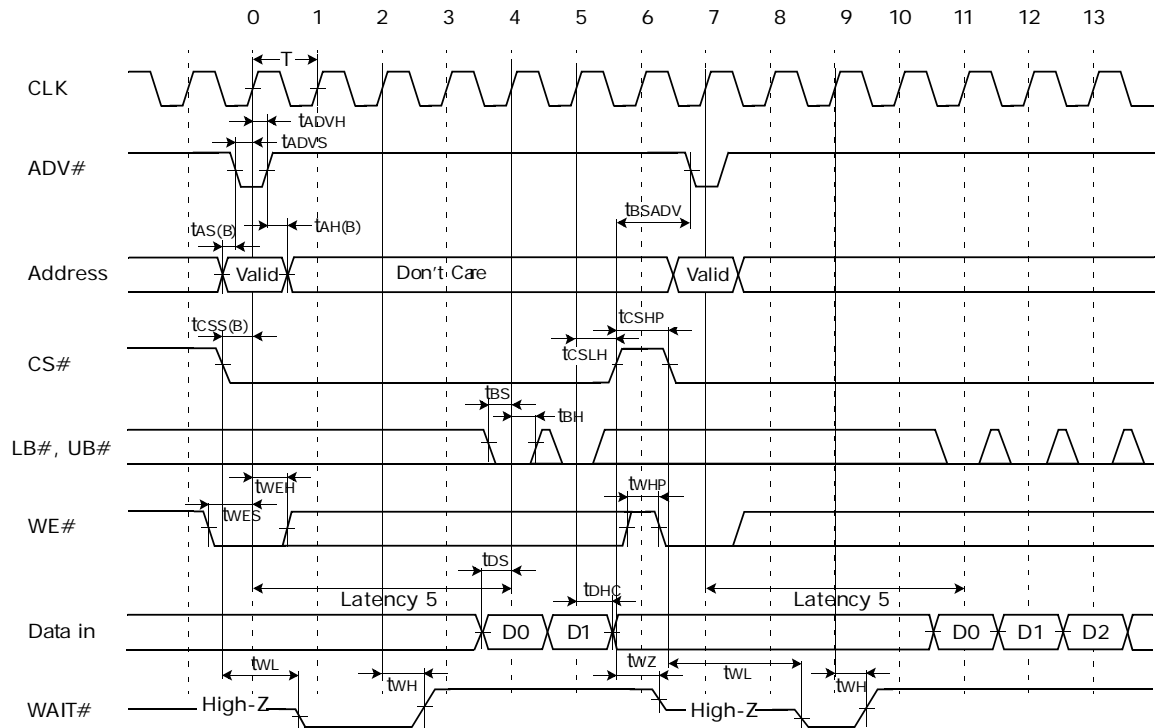 0 1 2 3 4 5 6 7 8 9 10 11 12 13
T
CLK
tADVH
tADVS
ADV#
tBSADV
tAS(B)
tAH(B)
Address
Valid
Don't Care
Valid
tCSS(B)
tCSHP
tCSLH
CS#
tBS
tBH
LB#, UB#
tWEH
tWHP
tWES
WE#
tDS
tDHC
Latency 5
Latency 5
Data in
D0
D1
D0
D1
D2
tWL
tWH
tWZ
tWL
tWH
High-Z
High-Z
WAIT#